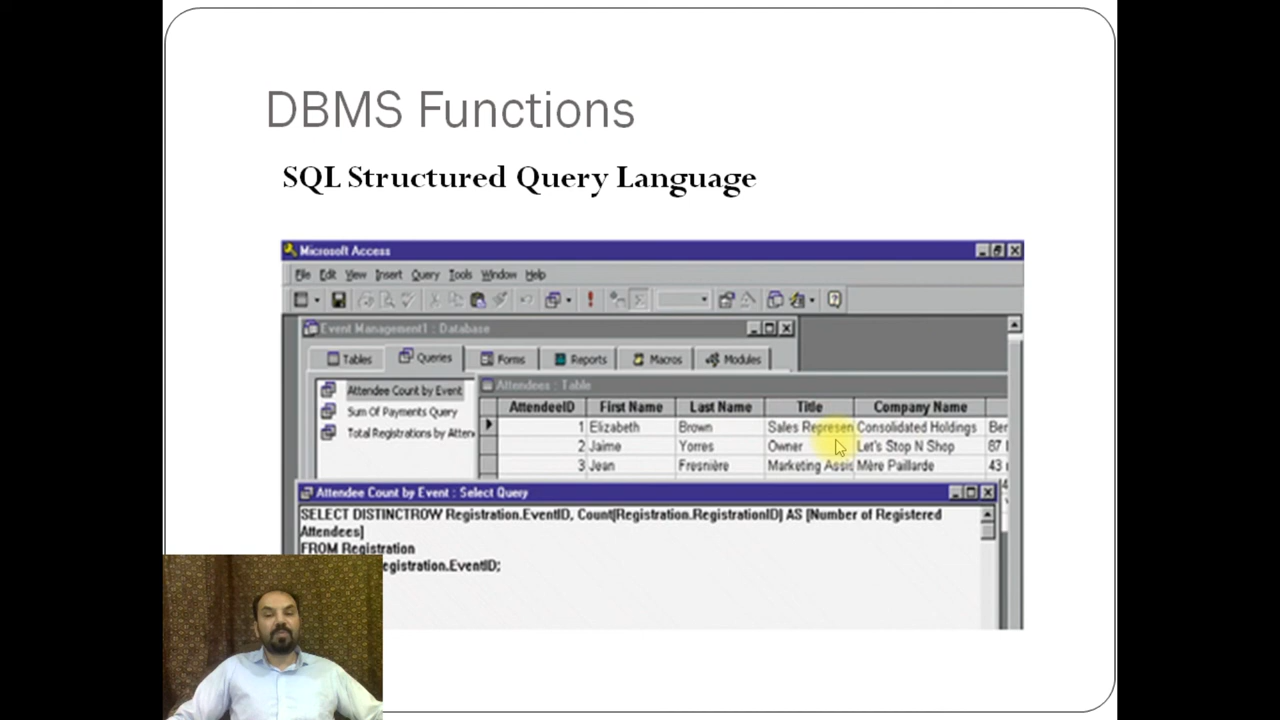 DBMS Functions
SQL Structured Query Language
Microsoft Access
File Edit View Insert Query Tools Window Help
Event Management1 : Database
Tables Queries Forms Reports Macros Modules
Attendee Count by Event
Sum Of Payments Query
Total Registrations by Atten
Attendees : Table
AttendeeID First Name Last Name Title Company Name
1 Elizabeth Brown Sales Represen Consolidated Holdings Ber
2 Jaime Yorres Owner Let's Stop N Shop 87
3 Jean Fresnière Marketing Assis Mère Paillarde 43
Attendee Count by Event : Select Query
SELECT DISTINCTROW Registration.EventID, Count(Registration.RegistrationID) AS [Number of Registered
Attendees]
FROM Registration
egistration.EventID;